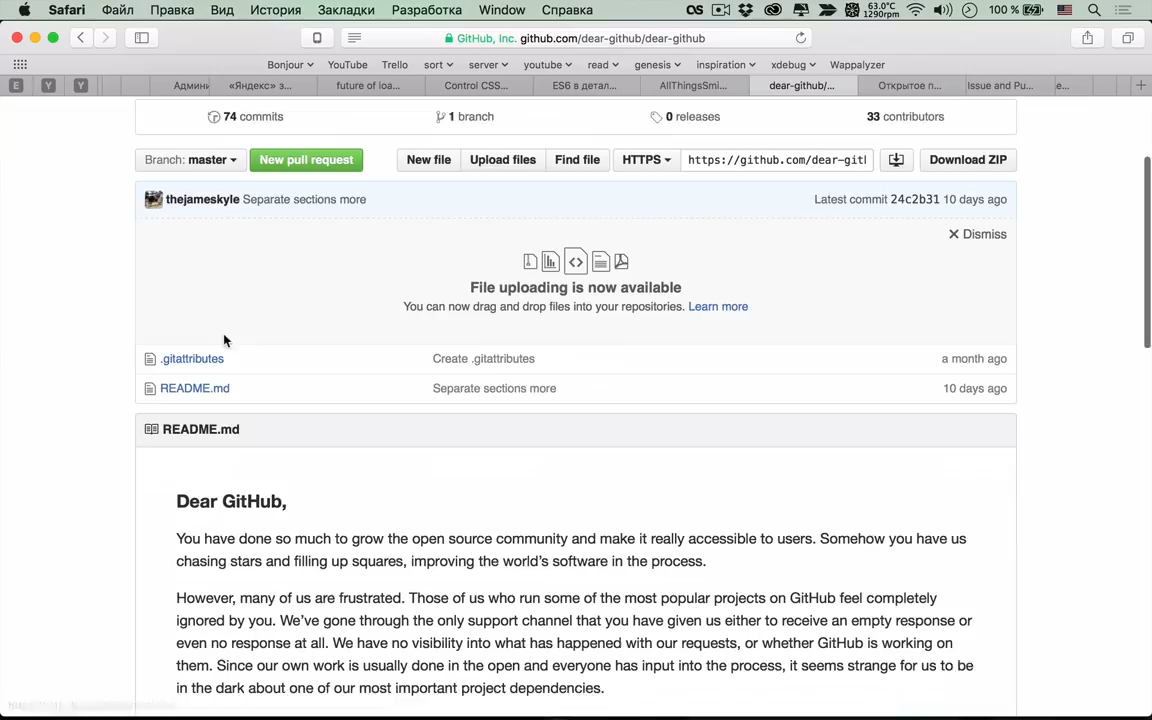 Safari Файл Правка Вид История Закладки Разработка Window Справка 63.0°C 1290rpm 100 %
GitHub, Inc. github.com/dear-github/dear-github
Bonjour YouTube Trello sort server youtube read genesis inspiration xdebug Wappalyzer
E Y Y Админи «Яндекс» з... future of loa... Control CSS... ES6 в детал... AllThingsSmi... dear-github/... Открытое п... Issue and Pu... е...
74 commits 1 branch 0 releases 33 contributors
Branch: master New pull request New file Upload files Find file HTTPS https://github.com/dear-git Download ZIP
thejameskyle Separate sections more Latest commit 24c2b31 10 days ago
Dismiss
File uploading is now available
You can now drag and drop files into your repositories. Learn more
.gitattributes Create .gitattributes a month ago
README.md Separate sections more 10 days ago
README.md
Dear GitHub,
You have done so much to grow the open source community and make it really accessible to users. Somehow you have us
chasing stars and filling up squares, improving the world's software in the process.
However, many of us are frustrated. Those of us who run some of the most popular projects on GitHub feel completely
ignored by you. We've gone through the only support channel that you have given us either to receive an empty response or
even no response at all. We have no visibility into what has happened with our requests, or whether GitHub is working on
them. Since our own work is usually done in the open and everyone has input into the process, it seems strange for us to be
in the dark about one of our most important project dependencies.